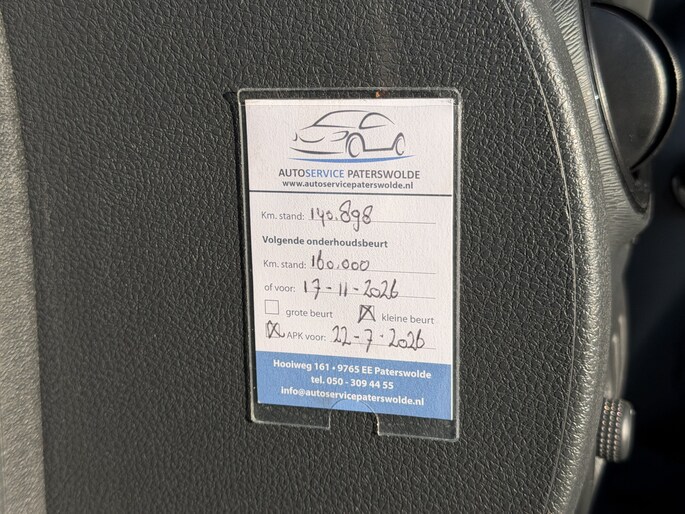 AUTOSERVICE PATERSWOLDE
www.autoservicepaterswolde.nl
Km. stand: 140.898
Volgende onderhoudsbeurt
Km. stand: 160.000
of voor: 17-11-2026
grote beurt kleine beurt
APK voor: 22-7-2026
Hoolweg 161 • 9765 EE Paterswolde
tel. 050 - 309 44 55
info@autoservicepaterswolde.nl